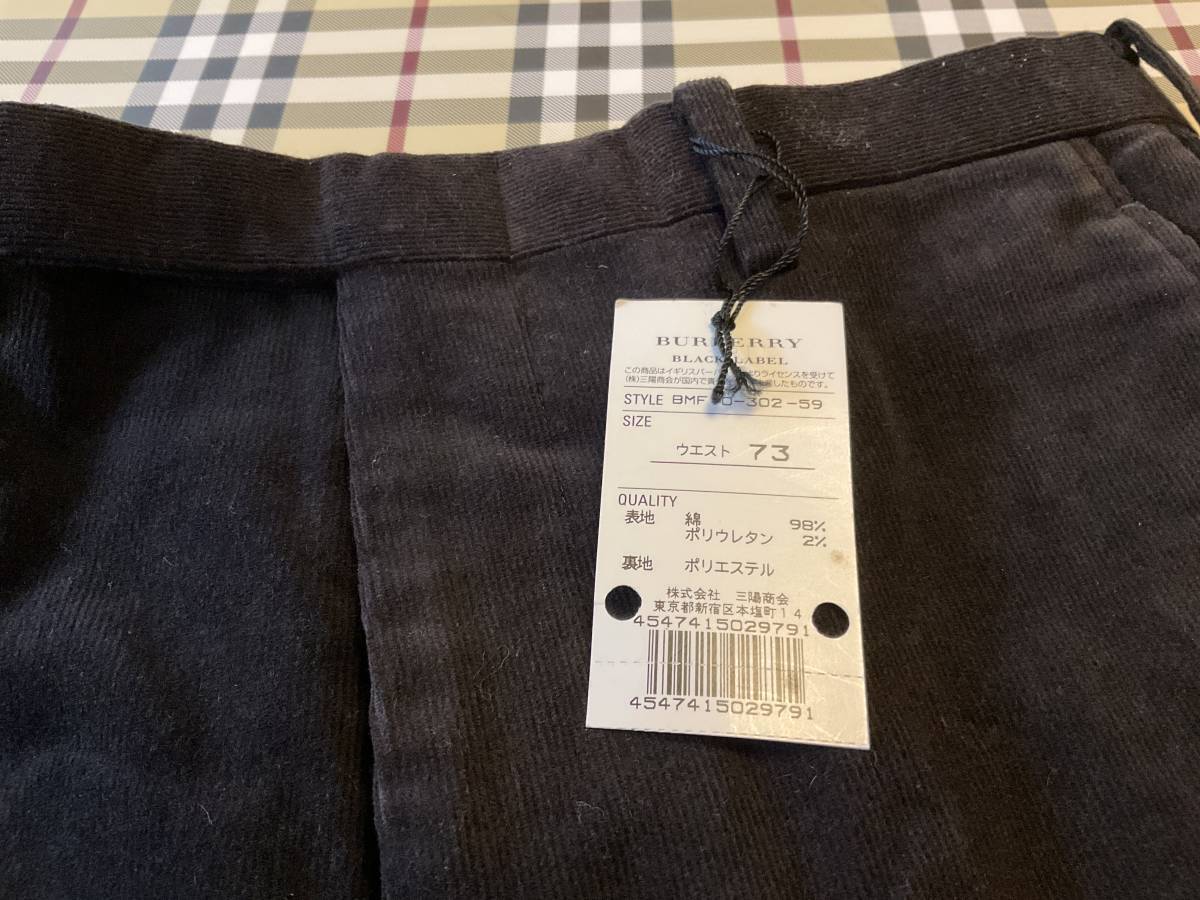 BURBERRY
BLACK LABEL
この商品はイギリスバー りライセンスを受けて
(株)三陽商会が国内で したものです。
STYLE BMF 0-302-59
SIZE
ウエスト 73
QUALITY
表地 綿 98%
ポリウレタン 2%
裏地 ポリエステル
株式会社 三陽商会
東京都新宿区本塩町14
4547415029791
4547415029791